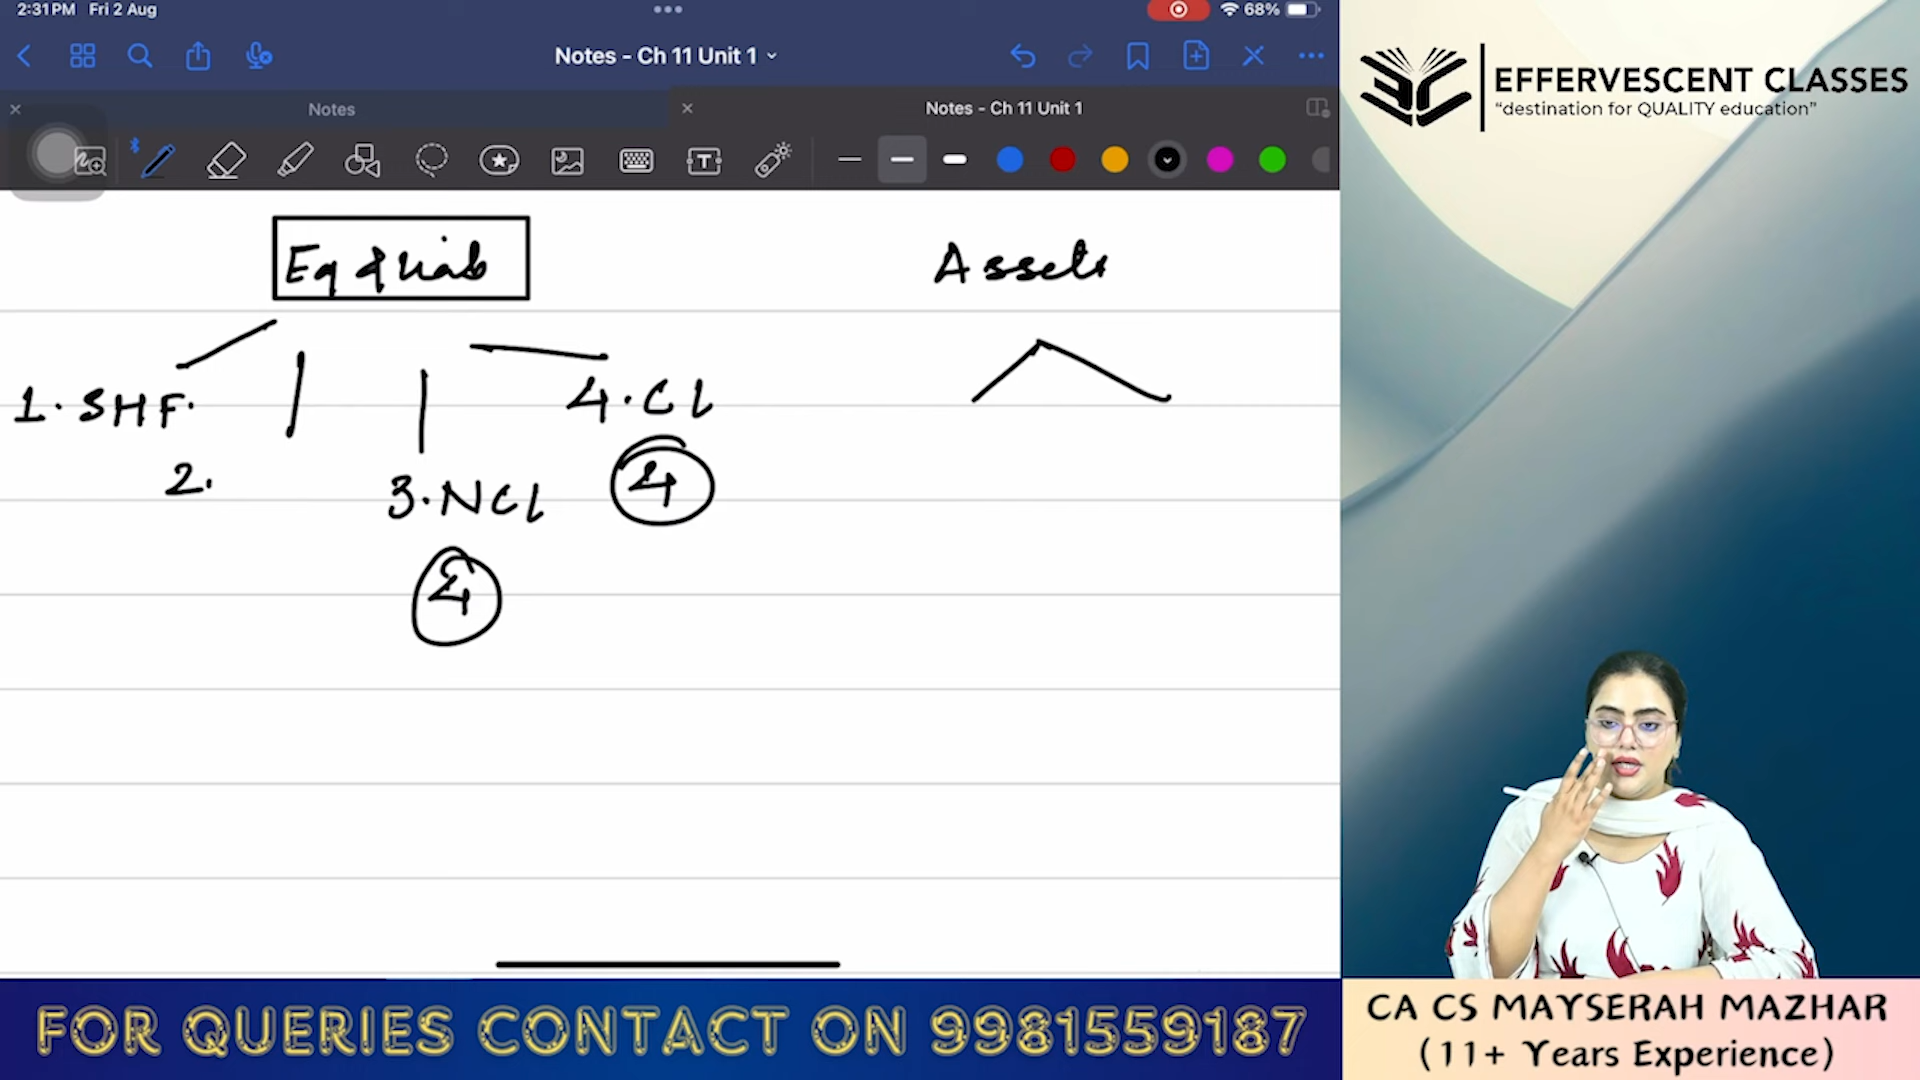 2:31PM Fri 2 Aug
68%
Notes - Ch 11 Unit 1
Notes
Notes - Ch 11 Unit 1
T
Eq & Liab
Assets
1. SHF.
2.
3. NCL
4
4. CL
4
EFFERVESCENT CLASSES
"destination for QUALITY education"
FOR QUERIES CONTACT ON 9981559187
CA CS MAYSERAH MAZHAR
(11+ Years Experience)